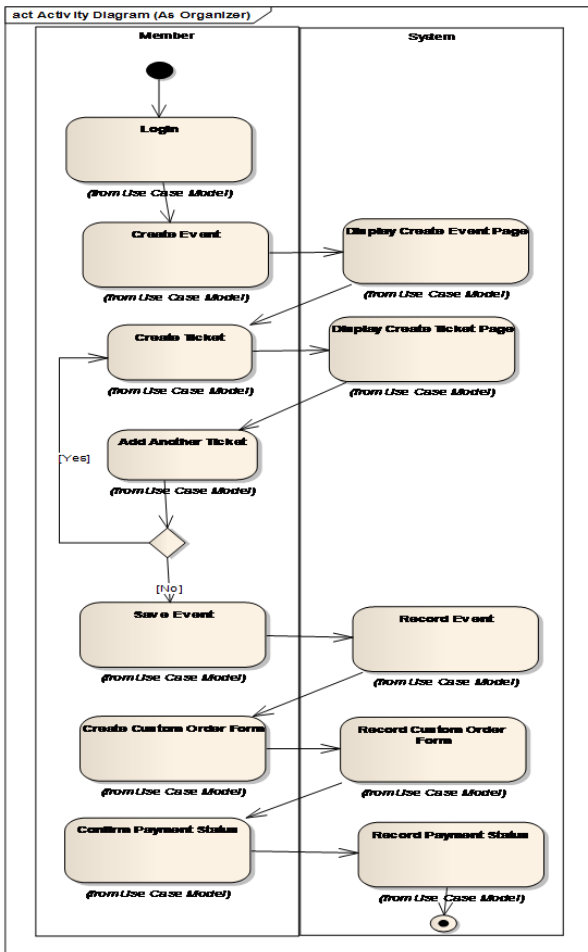 act Activity Diagram (As Organizer)
Member
System
Login
(from Use Case Model)
Create Event
(from Use Case Model)
Display Create Event Page
(from Use Case Model)
Create Ticket
(from Use Case Model)
Display Create Ticket Page
(from Use Case Model)
Add Another Ticket
(from Use Case Model)
[Yes]
[No]
Save Event
(from Use Case Model)
Record Event
(from Use Case Model)
Create Custom Order Form
(from Use Case Model)
Record Custom Order
Form
(from Use Case Model)
Confirm Payment Status
(from Use Case Model)
Record Payment Status
(from Use Case Model)